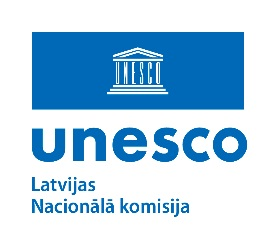 UNESCO
unesco
Latvijas
Nacionālā komisija